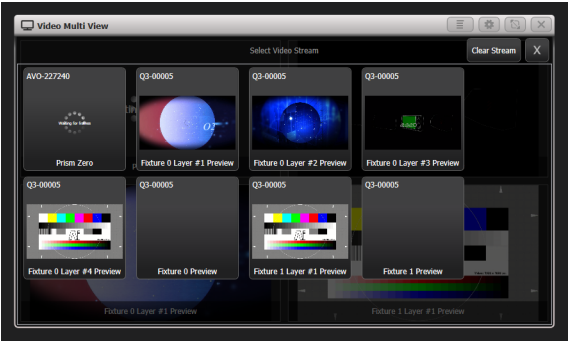 Video Multi View
Select Video Stream
Clear Stream
X
AVO-227240
Q3-00005
Q3-00005
Q3-00005
Waiting for frames
Prism Zero
Fixture 0 Layer #1 Preview
Fixture 0 Layer #2 Preview
Fixture 0 Layer #3 Preview
Q3-00005
Q3-00005
Q3-00005
Q3-00005
Fixture 0 Layer #4 Preview
Fixture 0 Preview
Fixture 1 Layer #1 Preview
Fixture 1 Preview
Fixture 0 Layer #1 Preview
Fixture 1 Layer #1 Preview